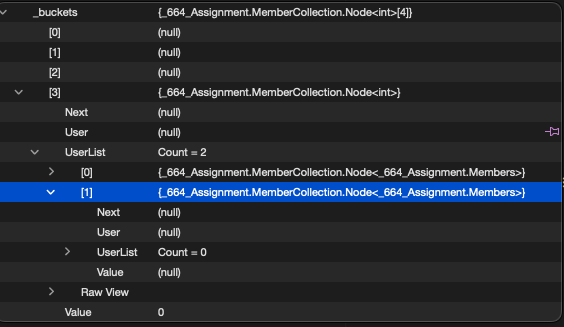 _buckets {_664_Assignment.MemberCollection.Node<int>[4]}
[0] (null)
[1] (null)
[2] (null)
[3] {_664_Assignment.MemberCollection.Node<int>}
Next (null)
User (null)
UserList Count = 2
[0] {_664_Assignment.MemberCollection.Node<_664_Assignment.Members>}
[1] {_664_Assignment.MemberCollection.Node<_664_Assignment.Members>}
Next (null)
User (null)
UserList Count = 0
Value (null)
Raw View
Value 0